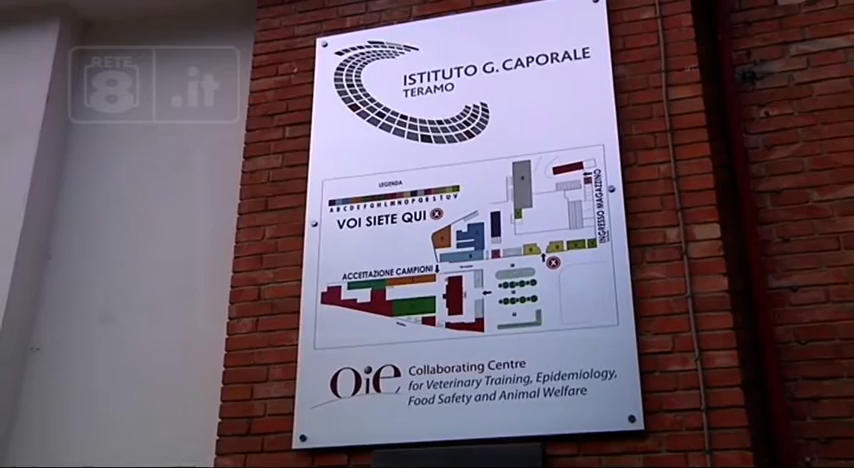 RETE
8.it
ISTITUTO G. CAPORALE
TERAMO
LEGENDA
A B C D E F G H I L M N O P Q R S T U V
VOI SIETE QUI
INGRESSO MAGAZZINO
ACCETTAZIONE CAMPIONI
OIE
Collaborating Centre
for Veterinary Training, Epidemiology,
Food Safety and Animal Welfare